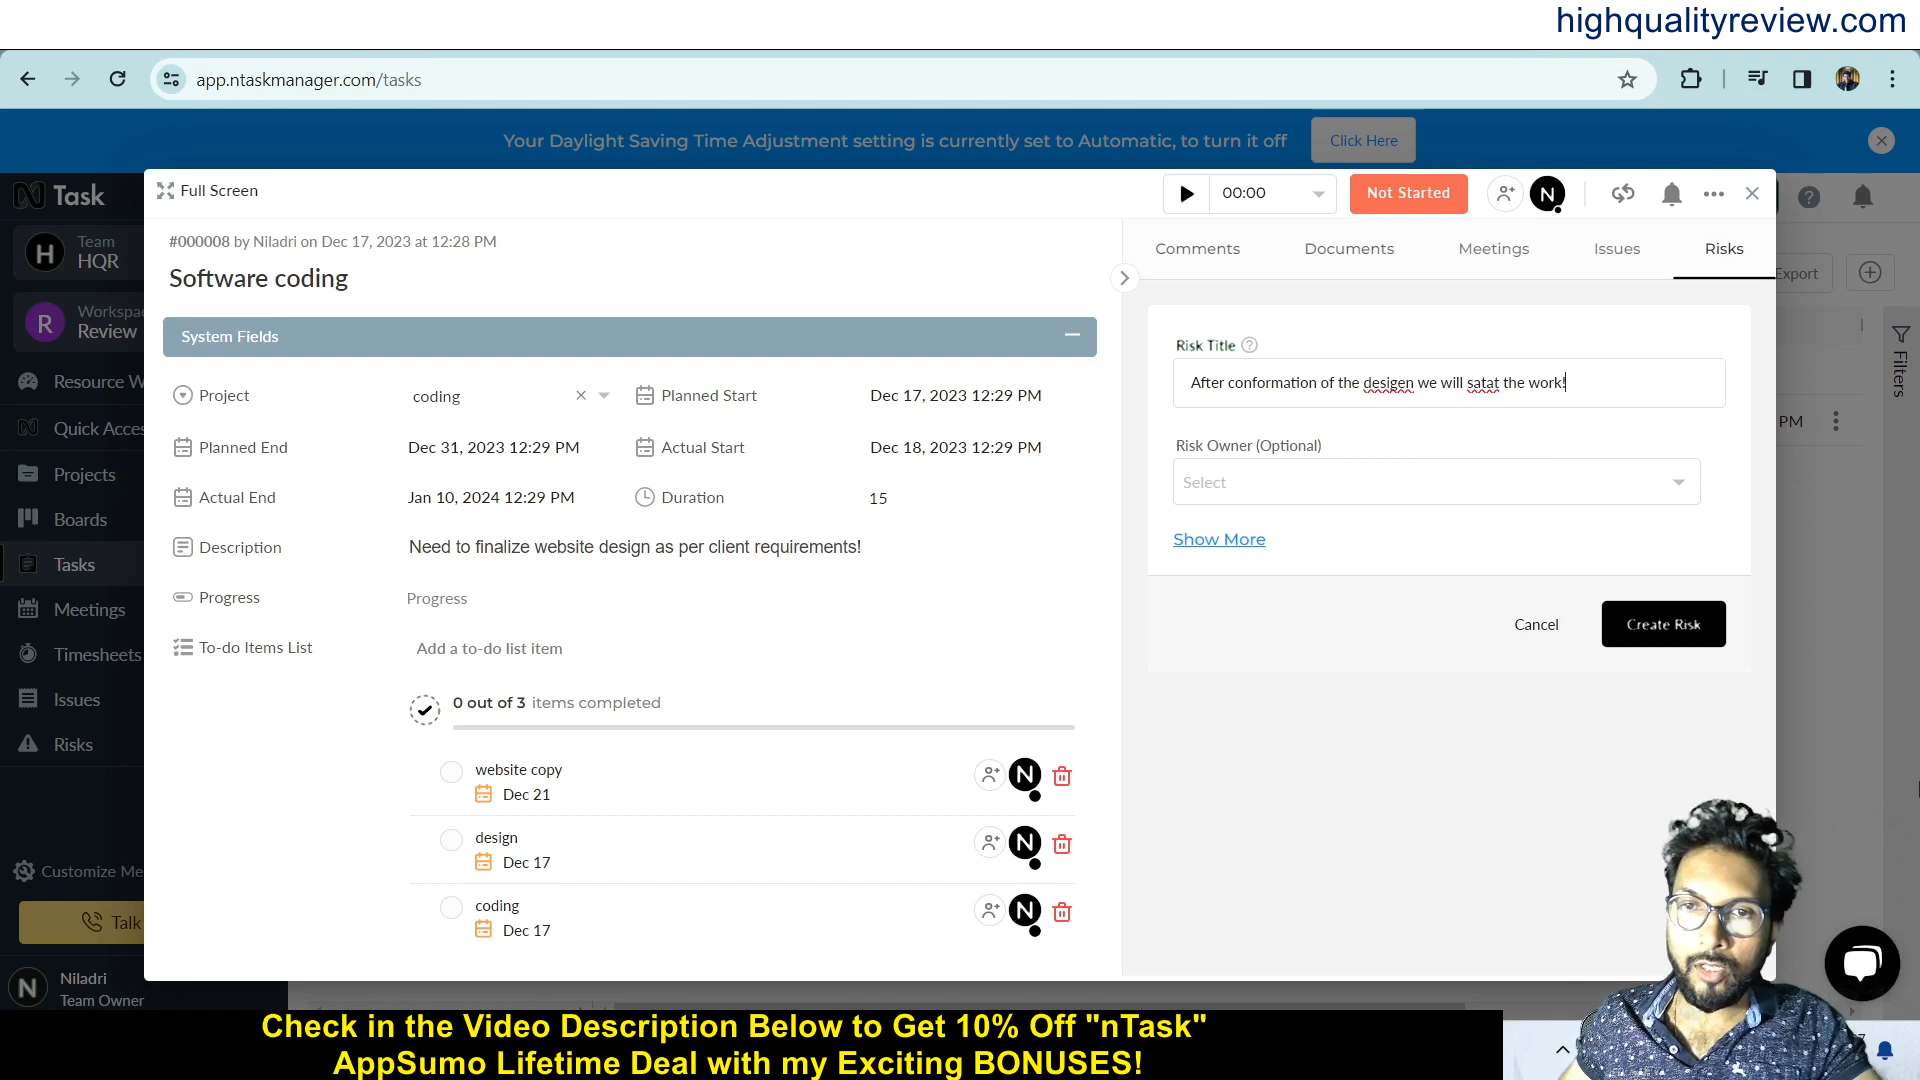 highqualityreview.com
app.ntaskmanager.com/tasks
Your Daylight Saving Time Adjustment setting is currently set to Automatic, to turn it off
Click Here
N Task
Full Screen
00:00
Not Started
N
Team
HQR
H
#000008 by Niladri on Dec 17, 2023 at 12:28 PM
Software coding
Comments
Documents
Meetings
Issues
Risks
Export
R
Workspa
Review
System Fields
Filters
Project
coding
Planned Start
Dec 17, 2023 12:29 PM
Planned End
Dec 31, 2023 12:29 PM
Actual Start
Dec 18, 2023 12:29 PM
Actual End
Jan 10, 2024 12:29 PM
Duration
15
Description
Need to finalize website design as per client requirements!
Progress
Progress
To-do Items List
Add a to-do list item
0 out of 3 items completed
website copy
Dec 21
N
design
Dec 17
N
coding
Dec 17
N
Risk Title
After conformation of the desigen we will satat the work!
Risk Owner (Optional)
Select
Show More
Cancel
Create Risk
PM
Resource W
Quick Acces
Projects
Boards
Tasks
Meetings
Timesheets
Issues
Risks
Customize Me
Talk
N
Niladri
Team Owner
Check in the Video Description Below to Get 10% Off "nTask"
AppSumo Lifetime Deal with my Exciting BONUSES!